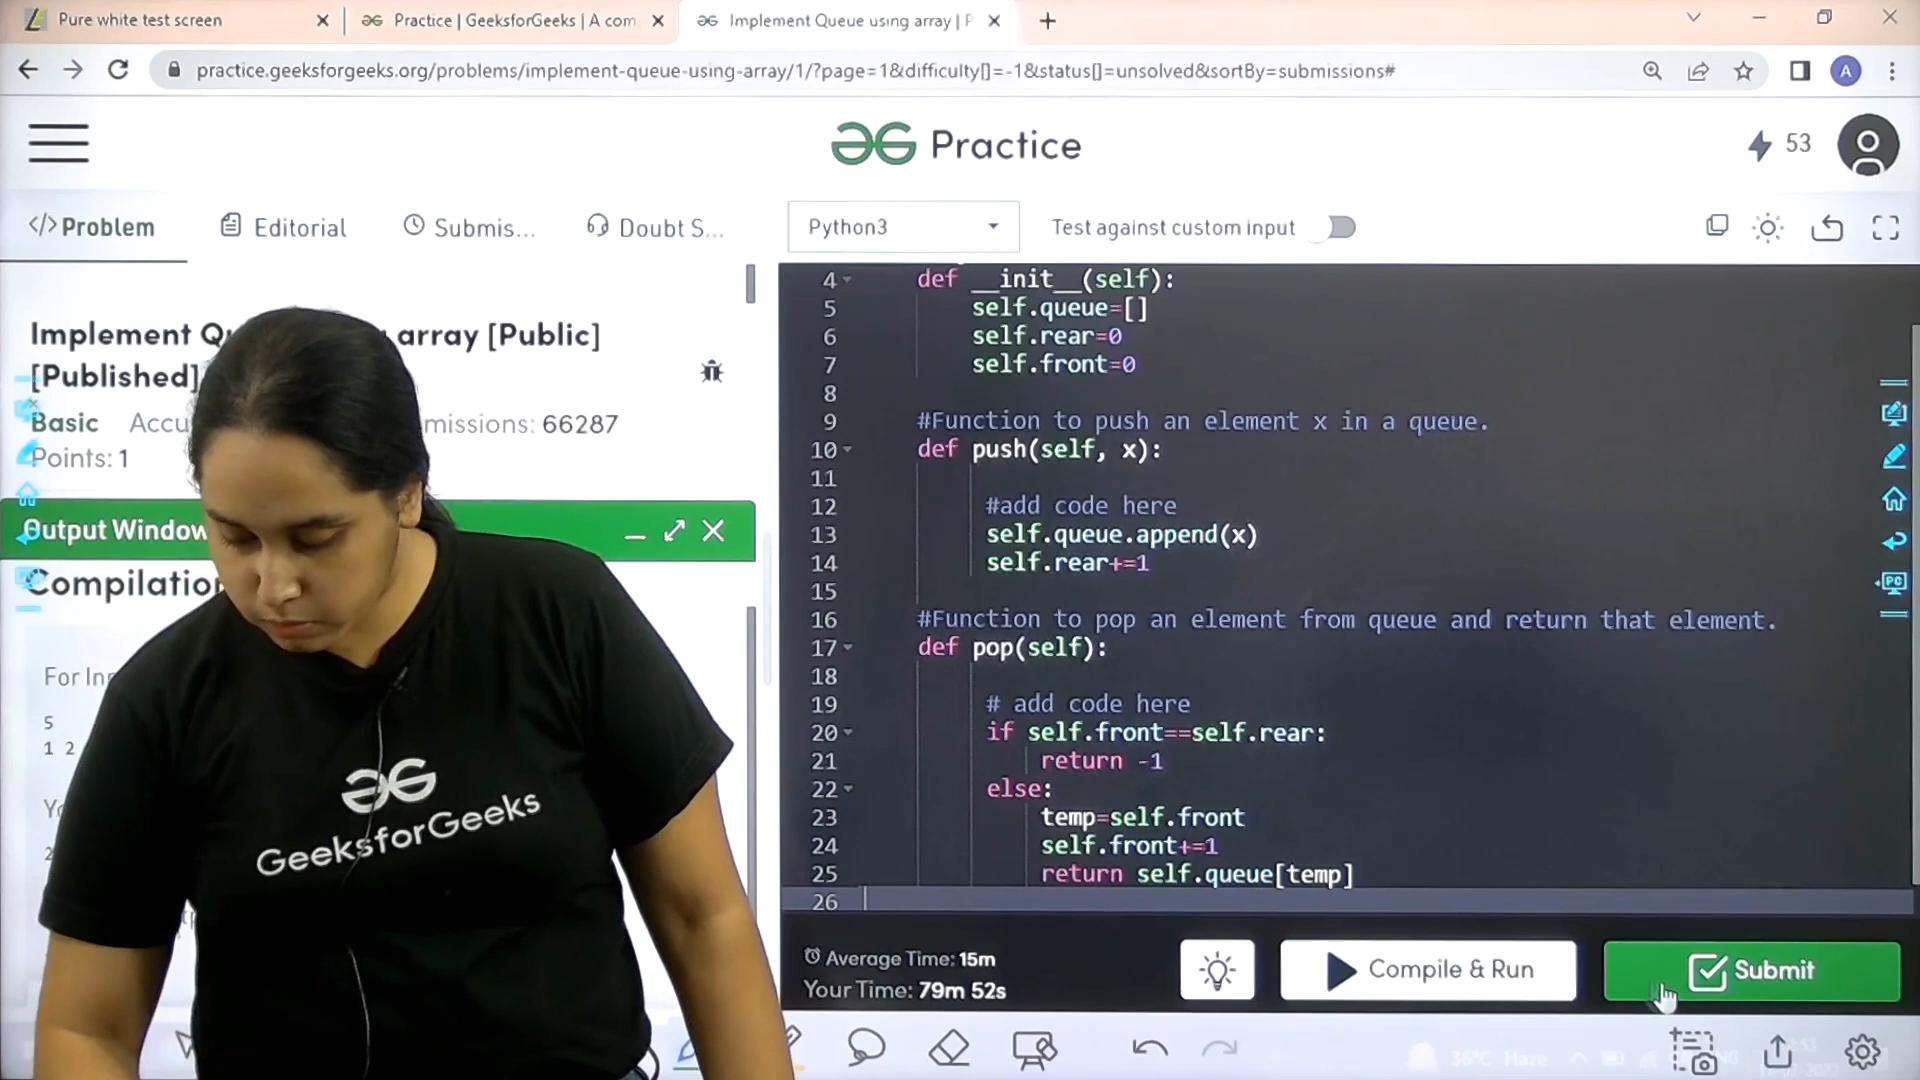 Pure white test screen
Practice | GeeksforGeeks | A com
Implement Queue using array | P
practice.geeksforgeeks.org/problems/implement-queue-using-array/1/?page=1&difficulty[]=-1&status[]=unsolved&sortBy=submissions#
A
Practice
53
</> Problem
Editorial
Submis...
Doubt S...
Python3
Test against custom input
Implement Qu
array [Public]
[Published]
Basic
Accu
missions: 66287
Points: 1
Output Window
Compilation
For Inp
5
1 2
4 def __init__(self):
5 self.queue=[]
6 self.rear=0
7 self.front=0
8
9 #Function to push an element x in a queue.
10 def push(self, x):
11
12 #add code here
13 self.queue.append(x)
14 self.rear+=1
15
16 #Function to pop an element from queue and return that element.
17 def pop(self):
18
19 # add code here
20 if self.front==self.rear:
21 return -1
22 else:
23 temp=self.front
24 self.front+=1
25 return self.queue[temp]
26
PC
GeeksforGeeks
Average Time: 15m
Your Time: 79m 52s
Compile & Run
Submit
36°C Haze